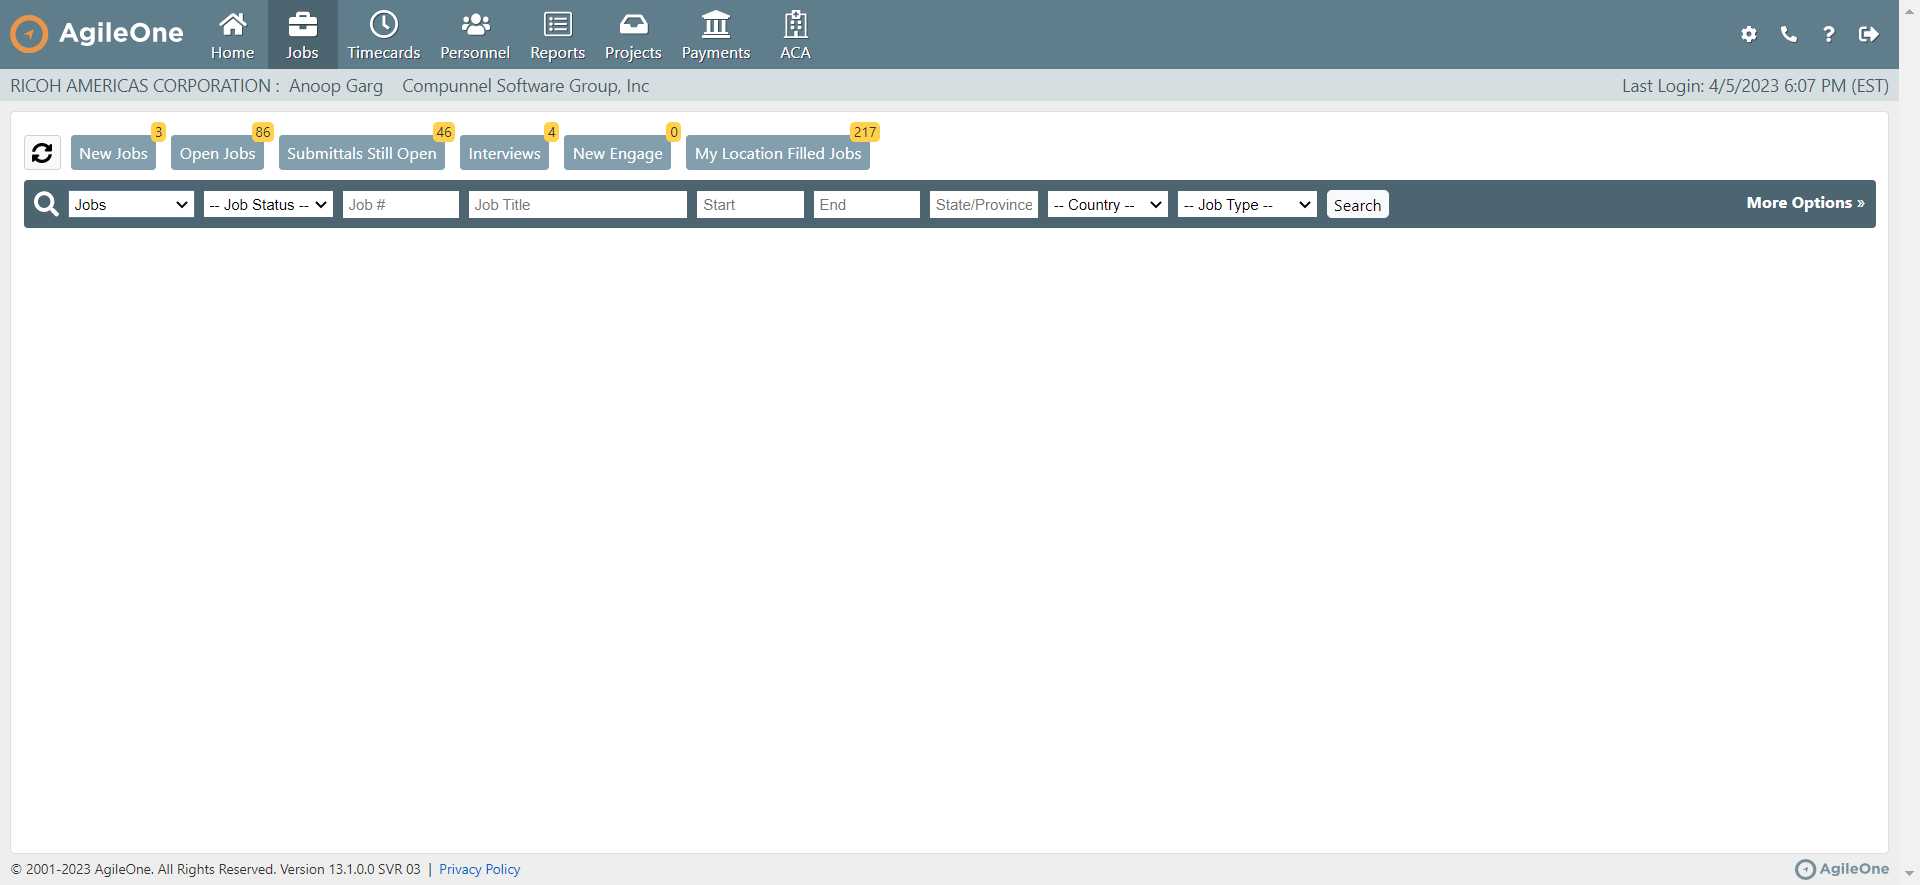 AgileOne
Home Jobs Timecards Personnel Reports Projects Payments ACA
RICOH AMERICAS CORPORATION : Anoop Garg Compunnel Software Group, Inc Last Login: 4/5/2023 6:07 PM (EST)
New Jobs 3 Open Jobs 86 Submittals Still Open 46 Interviews 4 New Engage 0 My Location Filled Jobs 217
Jobs -- Job Status -- Job # Job Title Start End State/Province -- Country -- -- Job Type -- Search More Options »
© 2001-2023 AgileOne. All Rights Reserved. Version 13.1.0.0 SVR 03 | Privacy Policy AgileOne